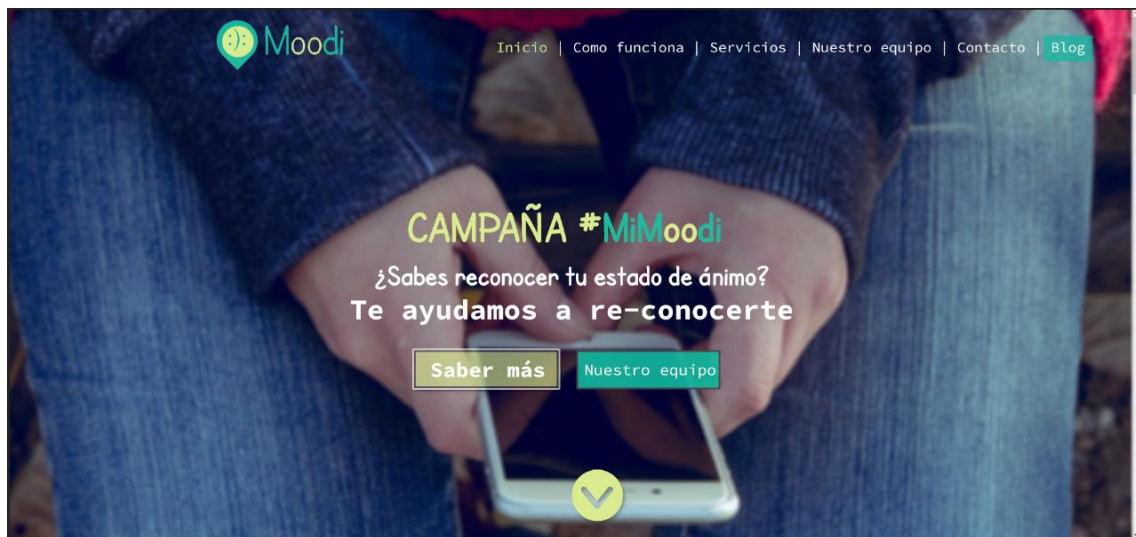 Moodi
Inicio | Como funciona | Servicios | Nuestro equipo | Contacto | Blog
CAMPAÑA #MiMoodi
¿Sabes reconocer tu estado de ánimo?
Te ayudamos a re-conocerte
Saber más
Nuestro equipo